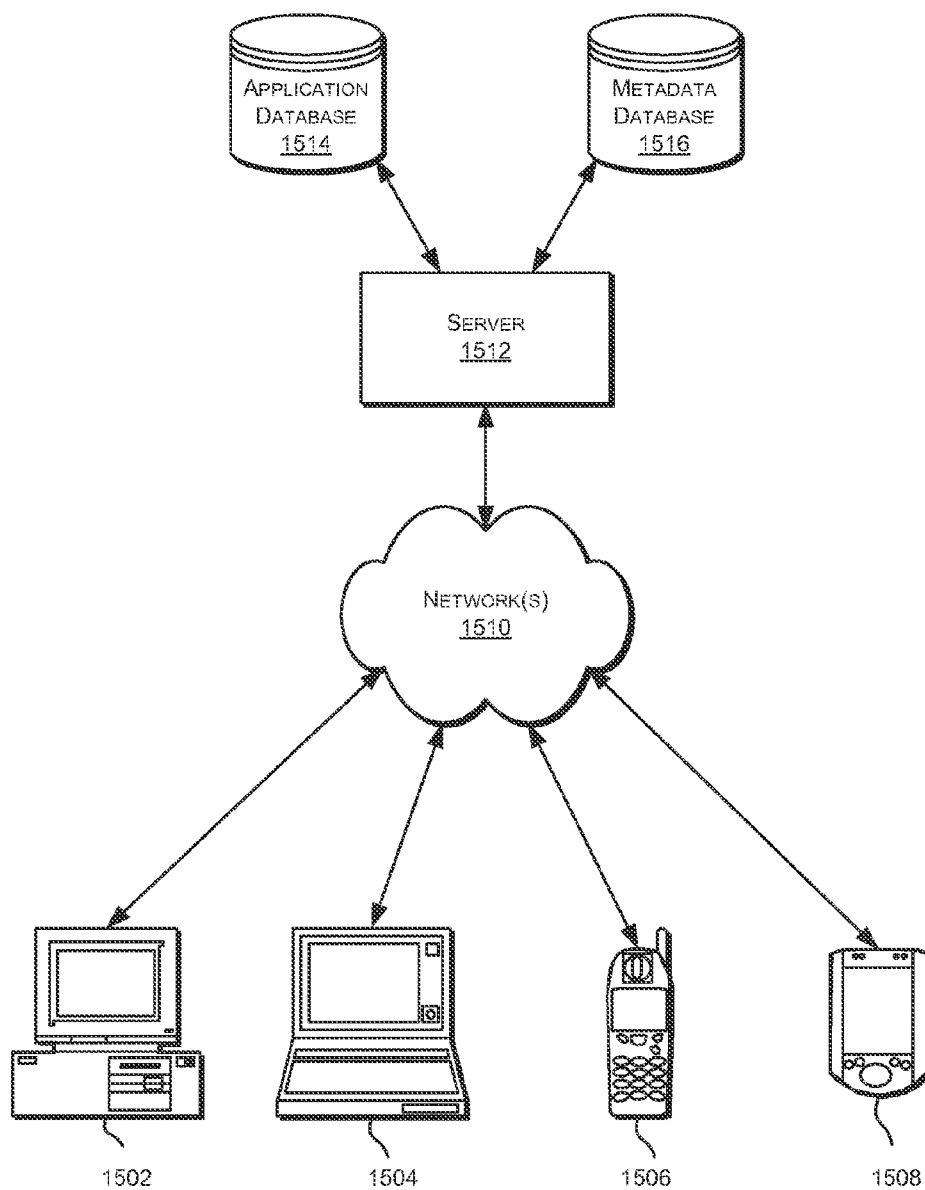 APPLICATION
DATABASE
1514
METADATA
DATABASE
1516
SERVER
1512
NETWORK(S)
1510
1502
1504
1506
1508